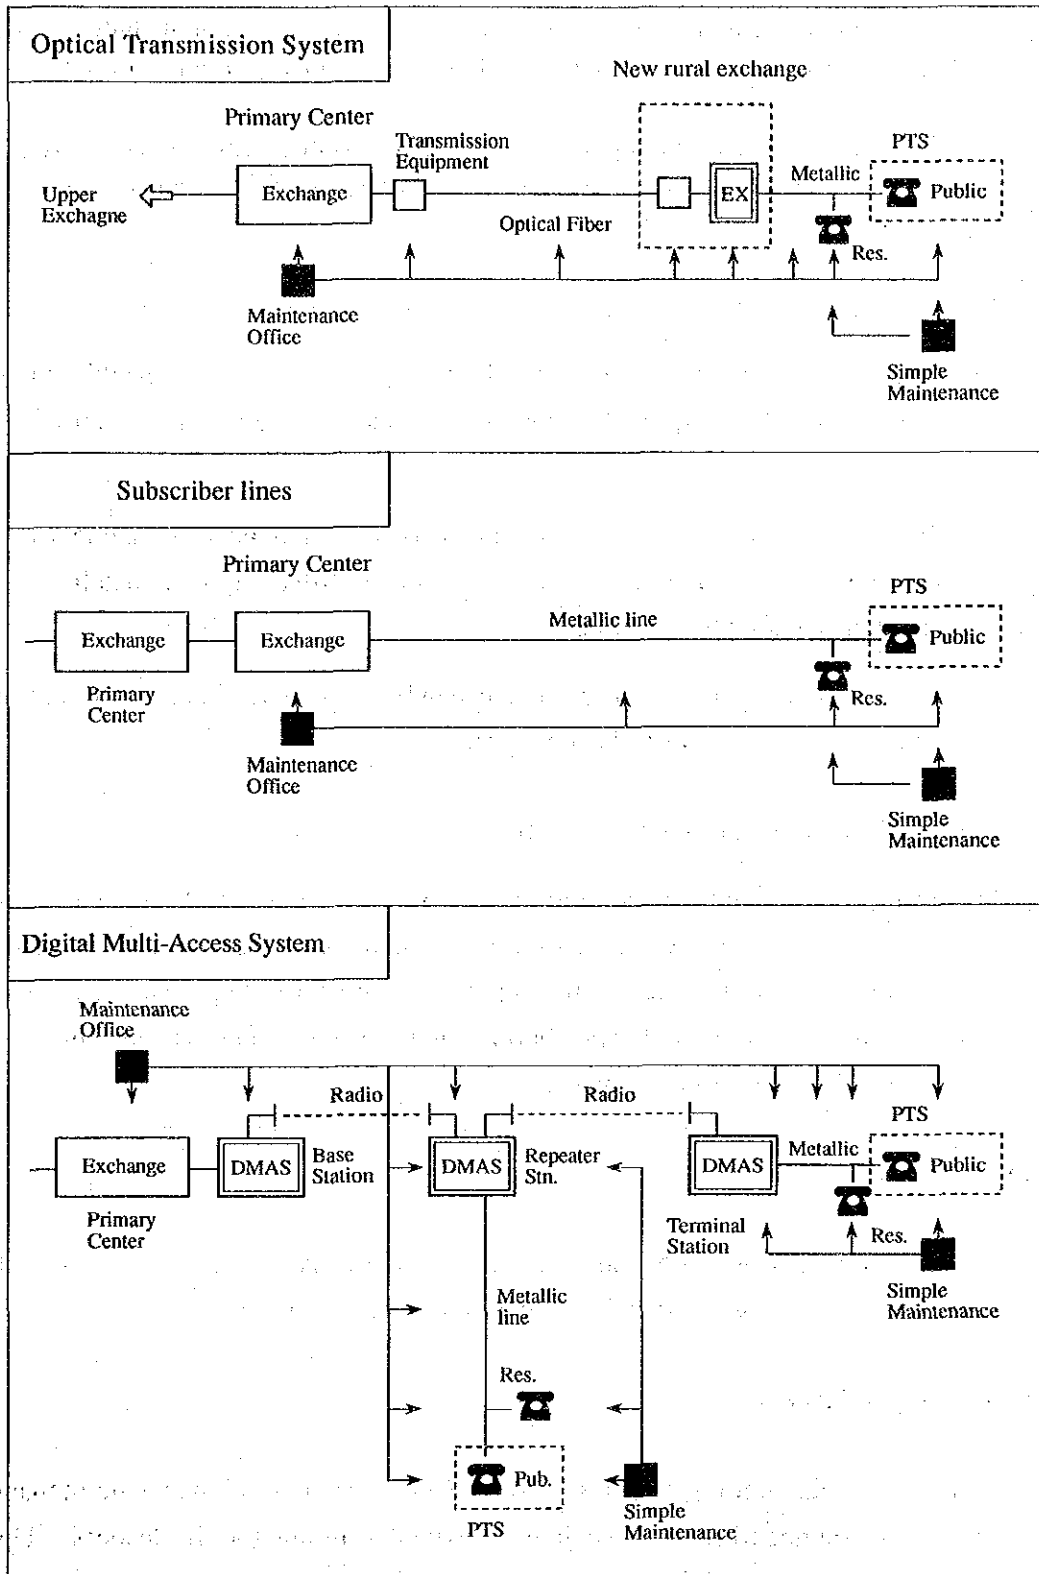 Optical Transmission System
New rural exchange
Primary Center
Transmission
Equipment
PTS
Metallic
Upper
Exchagne
Exchange
EX
Public
Optical Fiber
Res.
Maintenance
Office
Simple
Maintenance
Subscriber lines
Primary Center
PTS
Metallic line
Exchange
Exchange
Public
Primary
Center
Res.
Maintenance
Office
Simple
Maintenance
Digital Multi-Access System
Maintenance
Office
Radio
Radio
PTS
Exchange
DMAS
Base
Station
DMAS
Repeater
Stn.
DMAS
Metallic
Public
Primary
Center
Terminal
Station
Res.
Simple
Maintenance
Metallic
line
Res.
Pub.
PTS
Simple
Maintenance